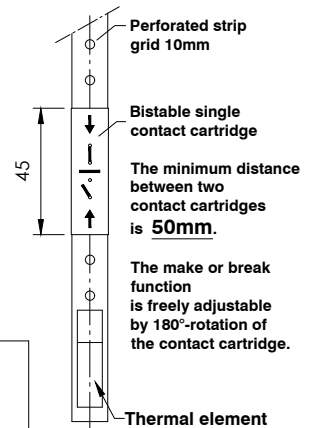 Perforated strip
grid 10mm
Bistable single
contact cartridge
45
The minimum distance
between two
contact cartridges
is 50mm.
The make or break
function
is freely adjustable
by 180°-rotation of
the contact cartridge.
Thermal element